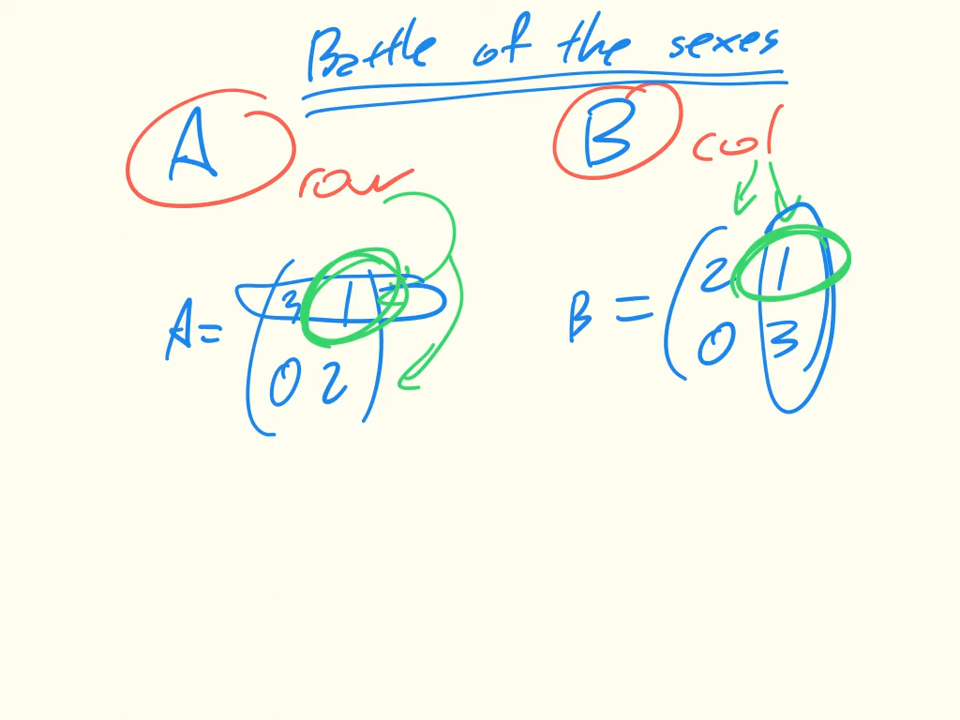 Battle of the sexes
A row B col
A = ( 3 1 B = ( 2 1
0 2 ) 0 3 )